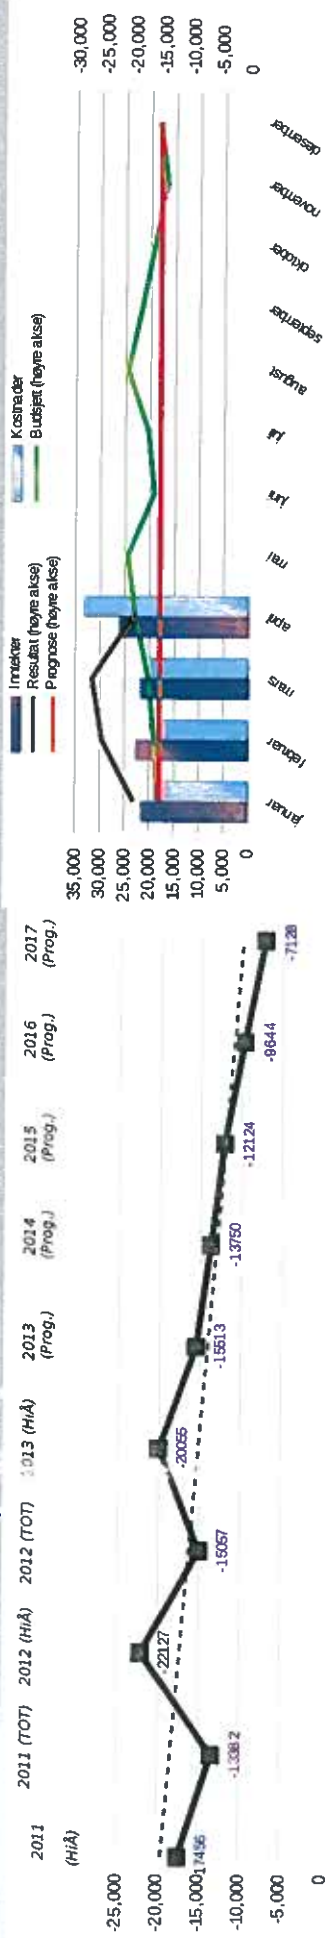 2011 (HiÅ)
2011 (TOT)
2012 (HiÅ)
2012 (TOT)
2013 (HiÅ)
2013 (Prog.)
2014 (Prog.)
2015 (Prog.)
2016 (Prog.)
2017 (Prog.)
-25,000
-20,000
-15,000
-10,000
-5,000
0
-17456
-13382
-22127
-15057
-20055
-15513
-13750
-12124
-9644
-7128
Inntekter
Kostnader
Resultat (høyre akse)
Budsjett (høyre akse)
Prognose (høyre akse)
35,000
30,000
25,000
20,000
15,000
10,000
5,000
0
-30,000
-25,000
-20,000
-15,000
-10,000
-5,000
0
januar
februar
mars
april
mai
juni
juli
august
september
oktober
november
desember